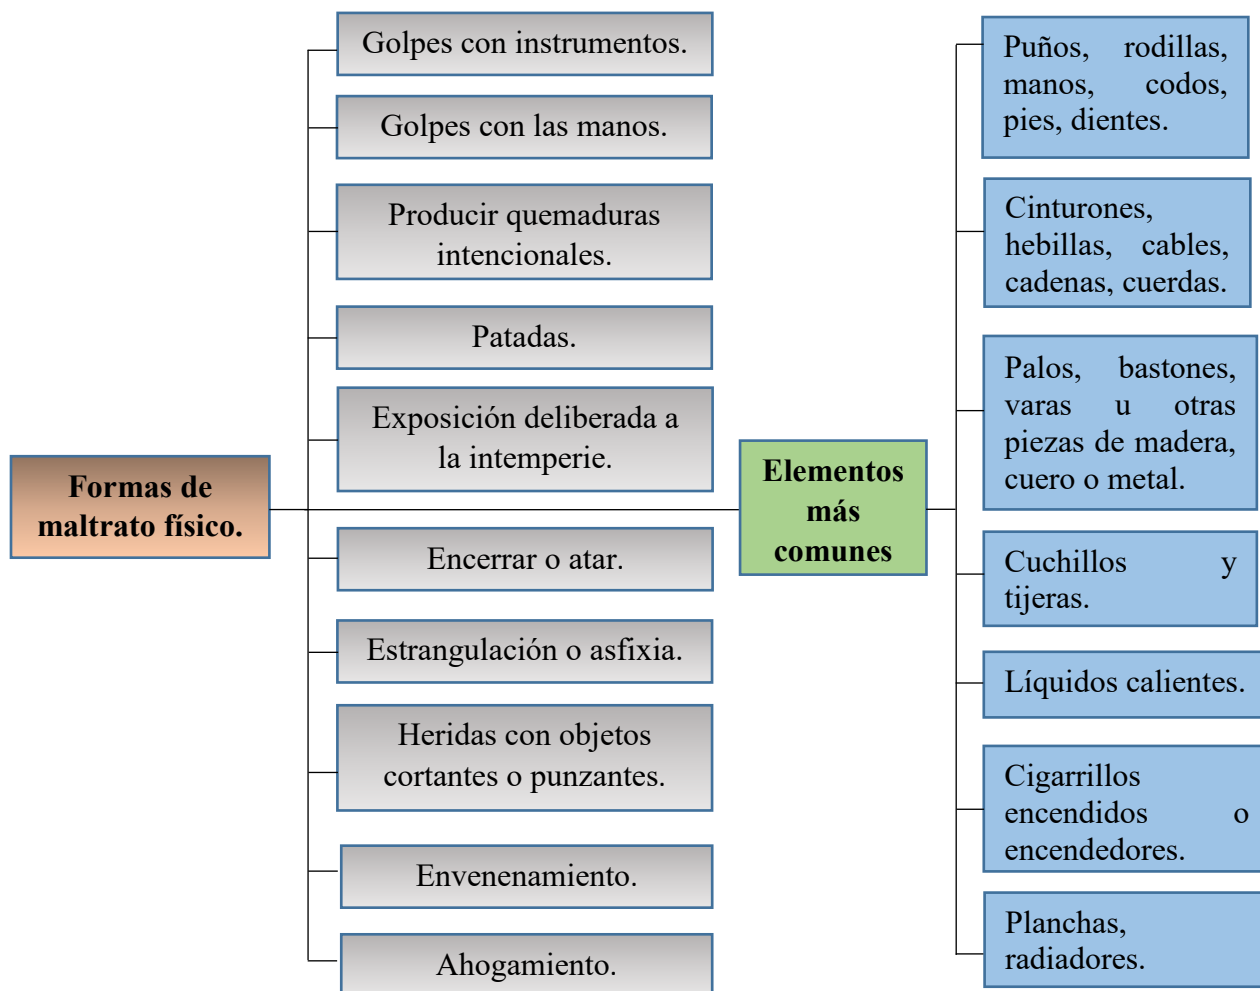 Formas de
maltrato físico.
Golpes con instrumentos.
Golpes con las manos.
Producir quemaduras
intencionales.
Patadas.
Exposición deliberada a
la intemperie.
Encerrar o atar.
Estrangulación o asfixia.
Heridas con objetos
cortantes o punzantes.
Envenenamiento.
Ahogamiento.
Elementos
más
comunes
Puños, rodillas,
manos, codos,
pies, dientes.
Cinturones,
hebillas, cables,
cadenas, cuerdas.
Palos, bastones,
varas u otras
piezas de madera,
cuero o metal.
Cuchillos y
tijeras.
Líquidos calientes.
Cigarrillos
encendidos o
encendedores.
Planchas,
radiadores.